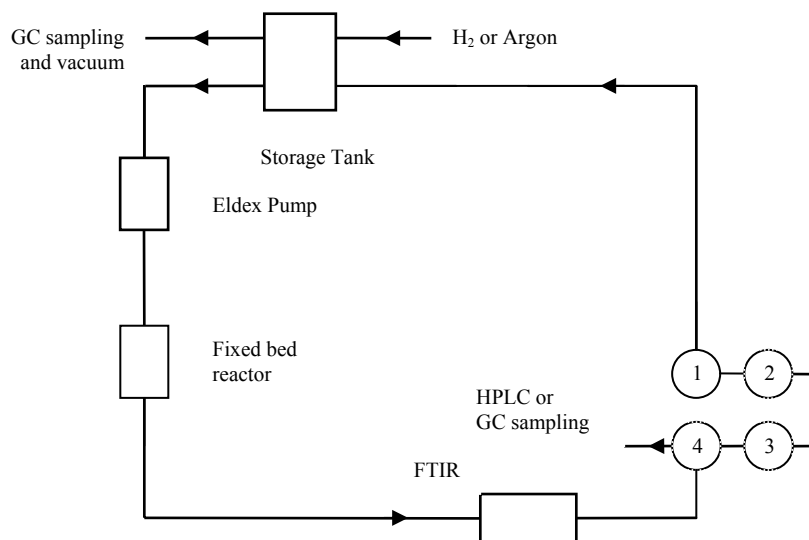 GC sampling
and vacuum
H₂ or Argon
Storage Tank
Eldex Pump
Fixed bed
reactor
1
2
HPLC or
GC sampling
4
3
FTIR